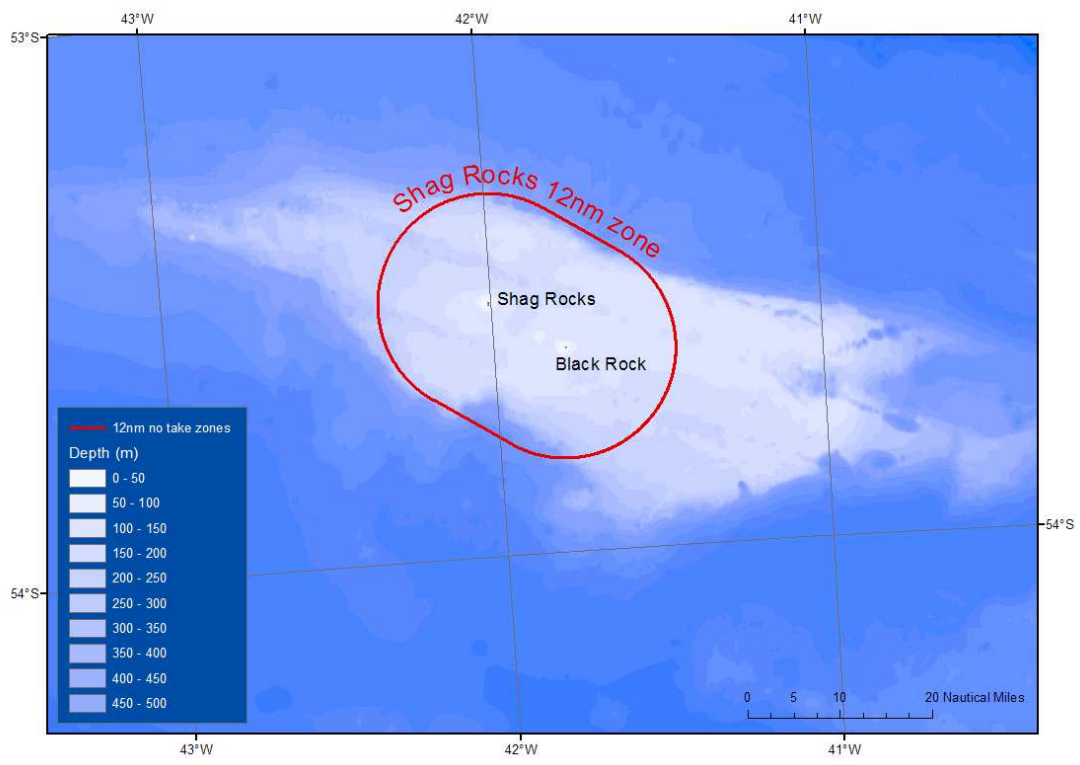 43°W
42°W
41°W
53°S
Shag Rocks 12nm zone
Shag Rocks
Black Rock
12nm no take zones
Depth (m)
0 - 50
50 - 100
100 - 150
150 - 200
200 - 250
250 - 300
300 - 350
350 - 400
400 - 450
450 - 500
54°S
54°S
0 5 10 20 Nautical Miles
43°W
42°W
41°W